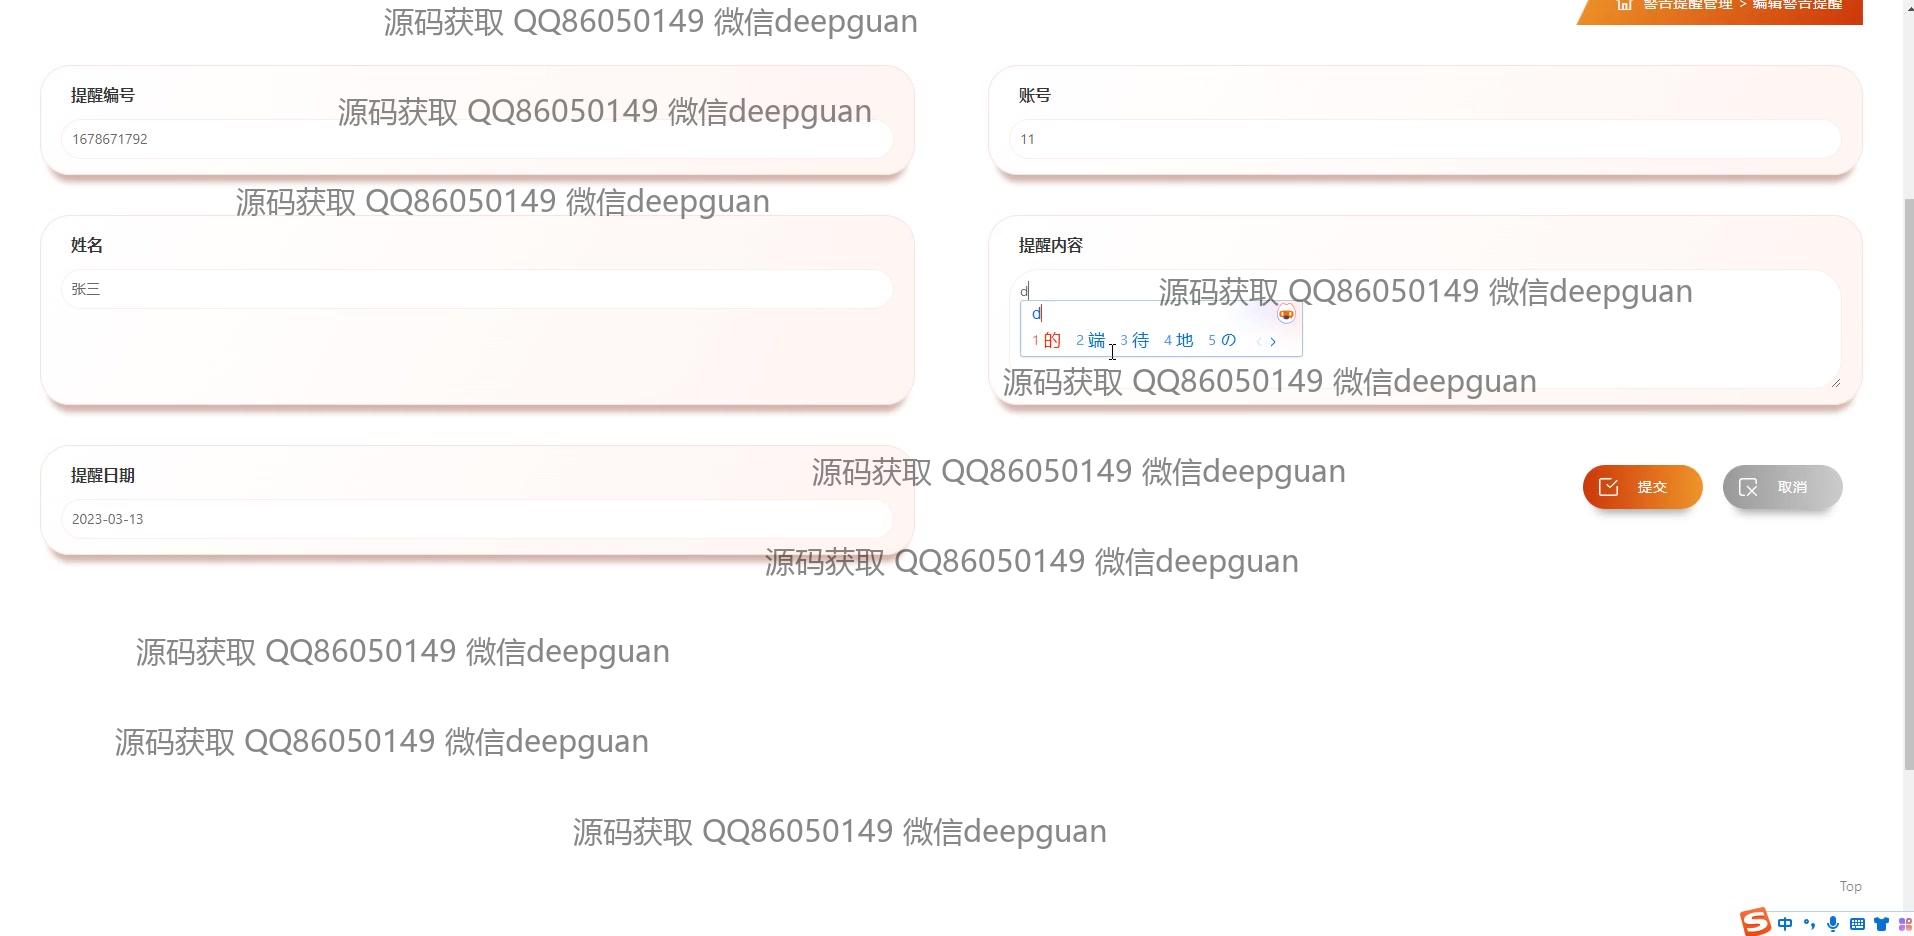 源码获取 QQ86050149 微信deepguan
警告提醒管理 > 编辑警告提醒
提醒编号
源码获取 QQ86050149 微信deepguan
1678671792
账号
11
源码获取 QQ86050149 微信deepguan
姓名
张三
提醒内容
d
源码获取 QQ86050149 微信deepguan
d
1 的 2 端 3 待 4 地 5 の
源码获取 QQ86050149 微信deepguan
提醒日期
2023-03-13
源码获取 QQ86050149 微信deepguan
提交
取消
源码获取 QQ86050149 微信deepguan
源码获取 QQ86050149 微信deepguan
源码获取 QQ86050149 微信deepguan
源码获取 QQ86050149 微信deepguan
Top
S 中